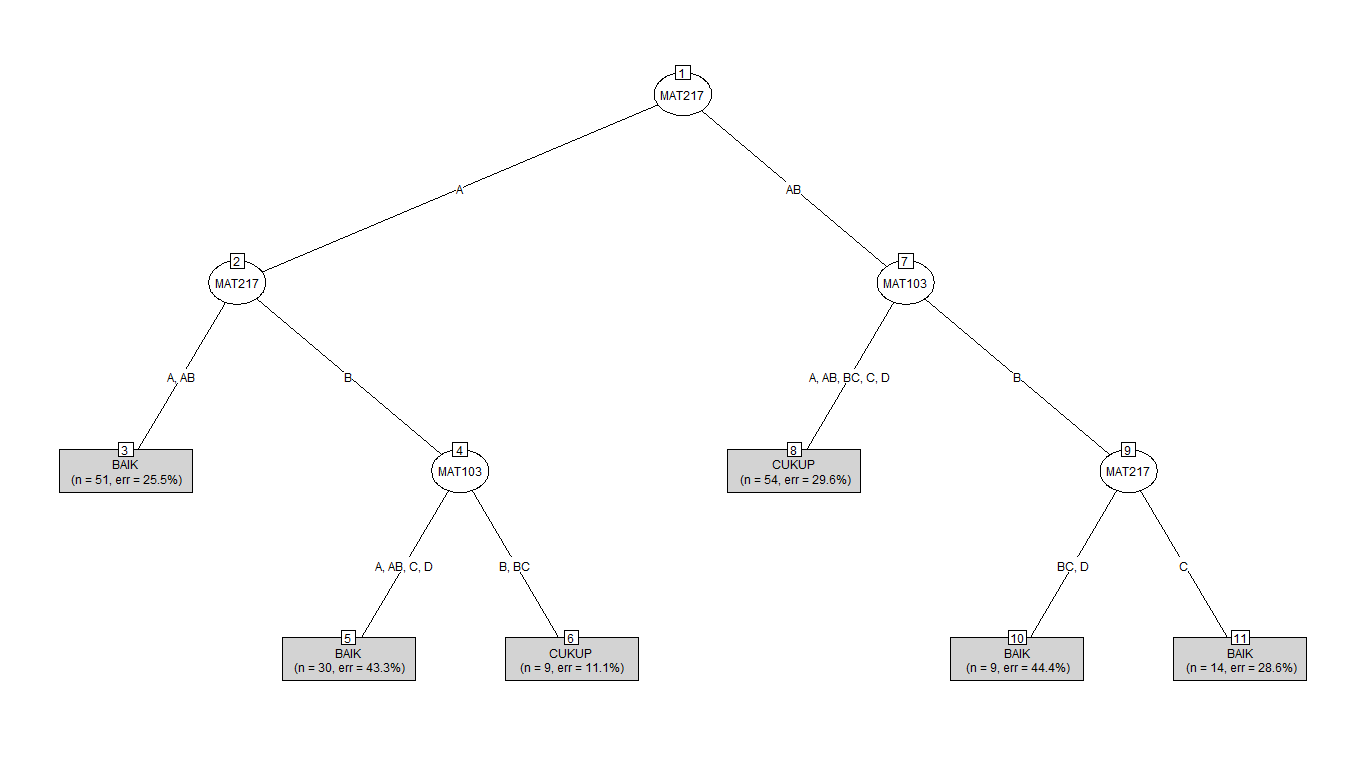 1
MAT217
A
AB
2
MAT217
7
MAT103
A, AB
B
A, AB, BC, C, D
B
3
BAIK
(n = 51, err = 25.5%)
4
MAT103
8
CUKUP
(n = 54, err = 29.6%)
9
MAT217
A, AB, C, D
B, BC
BC, D
C
5
BAIK
(n = 30, err = 43.3%)
6
CUKUP
(n = 9, err = 11.1%)
10
BAIK
(n = 9, err = 44.4%)
11
BAIK
(n = 14, err = 28.6%)